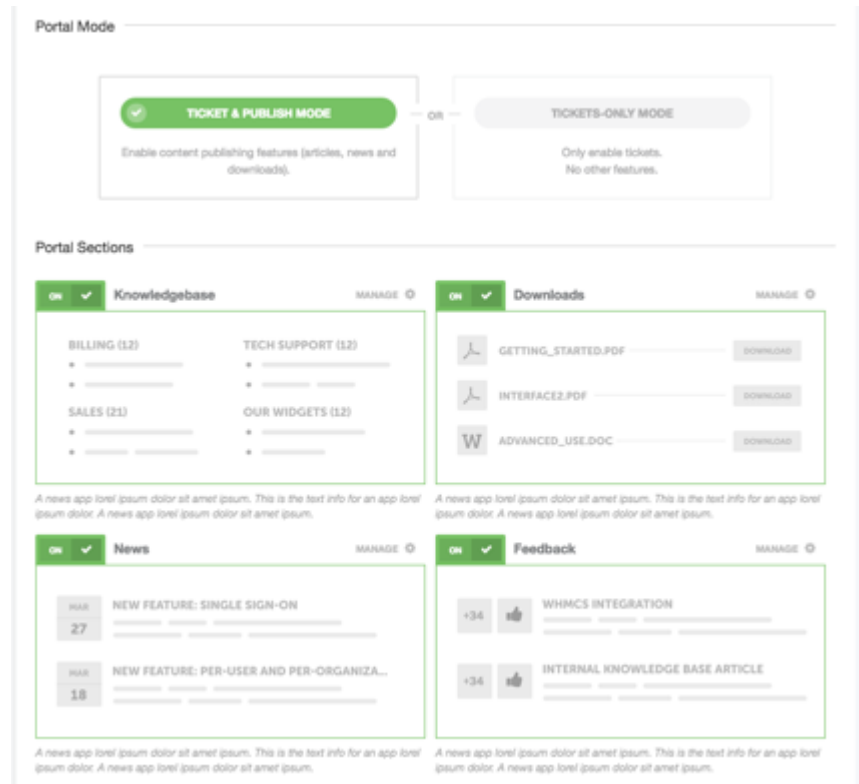 Portal Mode
TICKET & PUBLISH MODE
Enable content publishing features (articles, news and
downloads).
OR
TICKETS-ONLY MODE
Only enable tickets.
No other features.
Portal Sections
ON Knowledgebase MANAGE
BILLING (12) TECH SUPPORT (12)
SALES (21) OUR WIDGETS (12)
A news app lorel ipsum dolor sit amet ipsum. This is the text info for an app lorel
ipsum dolor. A news app lorel ipsum dolor sit amet ipsum.
ON Downloads MANAGE
GETTING_STARTED.PDF DOWNLOAD
INTERFACE2.PDF DOWNLOAD
W ADVANCED_USE.DOC DOWNLOAD
A news app lorel ipsum dolor sit amet ipsum. This is the text info for an app lorel
ipsum dolor. A news app lorel ipsum dolor sit amet ipsum.
ON News MANAGE
MAR
27
NEW FEATURE: SINGLE SIGN-ON
MAR
18
NEW FEATURE: PER-USER AND PER-ORGANIZA...
A news app lorel ipsum dolor sit amet ipsum. This is the text info for an app lorel
ipsum dolor. A news app lorel ipsum dolor sit amet ipsum.
ON Feedback MANAGE
+34 WHMCS INTEGRATION
+34 INTERNAL KNOWLEDGE BASE ARTICLE
A news app lorel ipsum dolor sit amet ipsum. This is the text info for an app lorel
ipsum dolor. A news app lorel ipsum dolor sit amet ipsum.